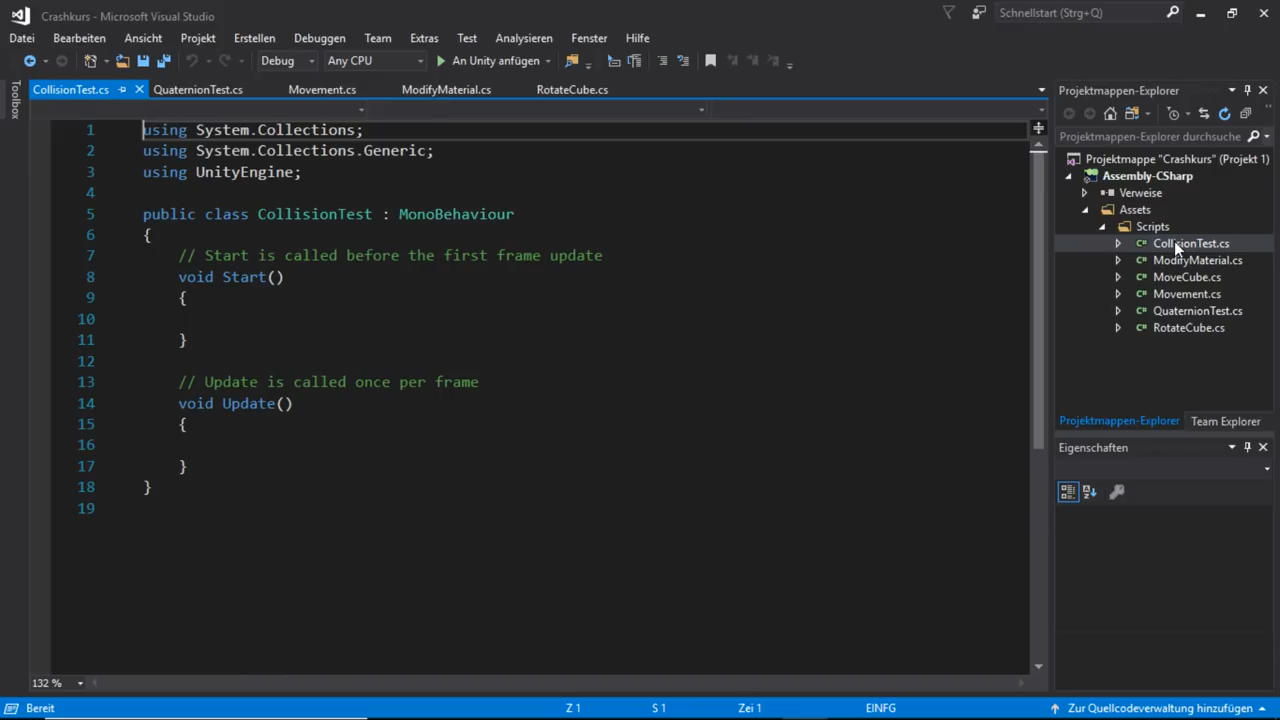 Crashkurs - Microsoft Visual Studio
Schnellstart (Strg+Q)
Datei Bearbeiten Ansicht Projekt Erstellen Debuggen Team Extras Test Analysieren Fenster Hilfe
Debug Any CPU An Unity anfügen
Toolbox
CollisionTest.cs QuaternionTest.cs Movement.cs ModifyMaterial.cs RotateCube.cs
1 using System.Collections;
2 using System.Collections.Generic;
3 using UnityEngine;
4
5 public class CollisionTest : MonoBehaviour
6 {
7 // Start is called before the first frame update
8 void Start()
9 {
10
11 }
12
13 // Update is called once per frame
14 void Update()
15 {
16
17 }
18 }
19
132 %
Projektmappen-Explorer
Projektmappen-Explorer durchsuche
Projektmappe "Crashkurs" (Projekt 1)
Assembly-CSharp
Verweise
Assets
Scripts
C# CollisionTest.cs
C# ModifyMaterial.cs
C# MoveCube.cs
C# Movement.cs
C# QuaternionTest.cs
C# RotateCube.cs
Projektmappen-Explorer Team Explorer
Eigenschaften
Bereit Z 1 S 1 Zei 1 EINFG Zur Quellcodeverwaltung hinzufügen